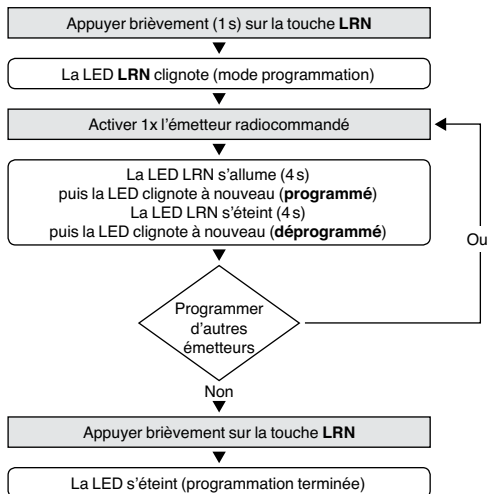 Appuyer brièvement (1 s) sur la touche LRN
La LED LRN clignote (mode programmation)
Activer 1x l'émetteur radiocommandé
La LED LRN s'allume (4 s)
puis la LED clignote à nouveau (programmé)
La LED LRN s'éteint (4 s)
puis la LED clignote à nouveau (déprogrammé)
Ou
Programmer
d'autres
émetteurs
Non
Appuyer brièvement sur la touche LRN
La LED s'éteint (programmation terminée)